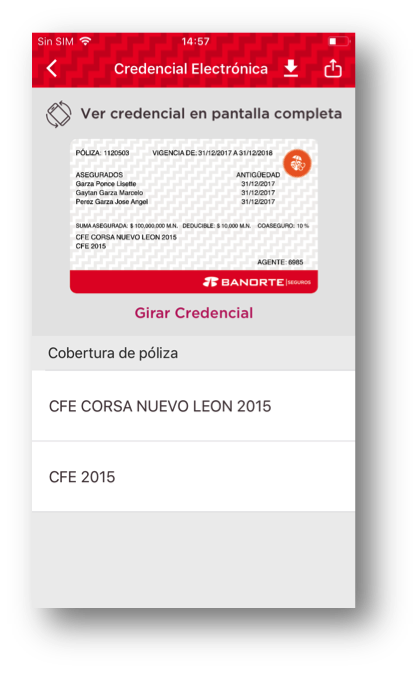 Sin SIM 14:57
Credencial Electrónica
Ver credencial en pantalla completa
PÓLIZA: 1120503 VIGENCIA DE: 31/12/2017 A 31/12/2018
ASEGURADOS ANTIGÜEDAD
Garza Ponce Lisette 31/12/2017
Gaytan Garza Marcelo 31/12/2017
Perez Garza Jose Angel 31/12/2017
SUMA ASEGURADA: $ 100,000,000 M.N. DEDUCIBLE: $ 10,000 M.N. COASEGURO: 10 %
CFE CORSA NUEVO LEON 2015
CFE 2015
AGENTE: 6985
BANORTE SEGUROS
Girar Credencial
Cobertura de póliza
CFE CORSA NUEVO LEON 2015
CFE 2015